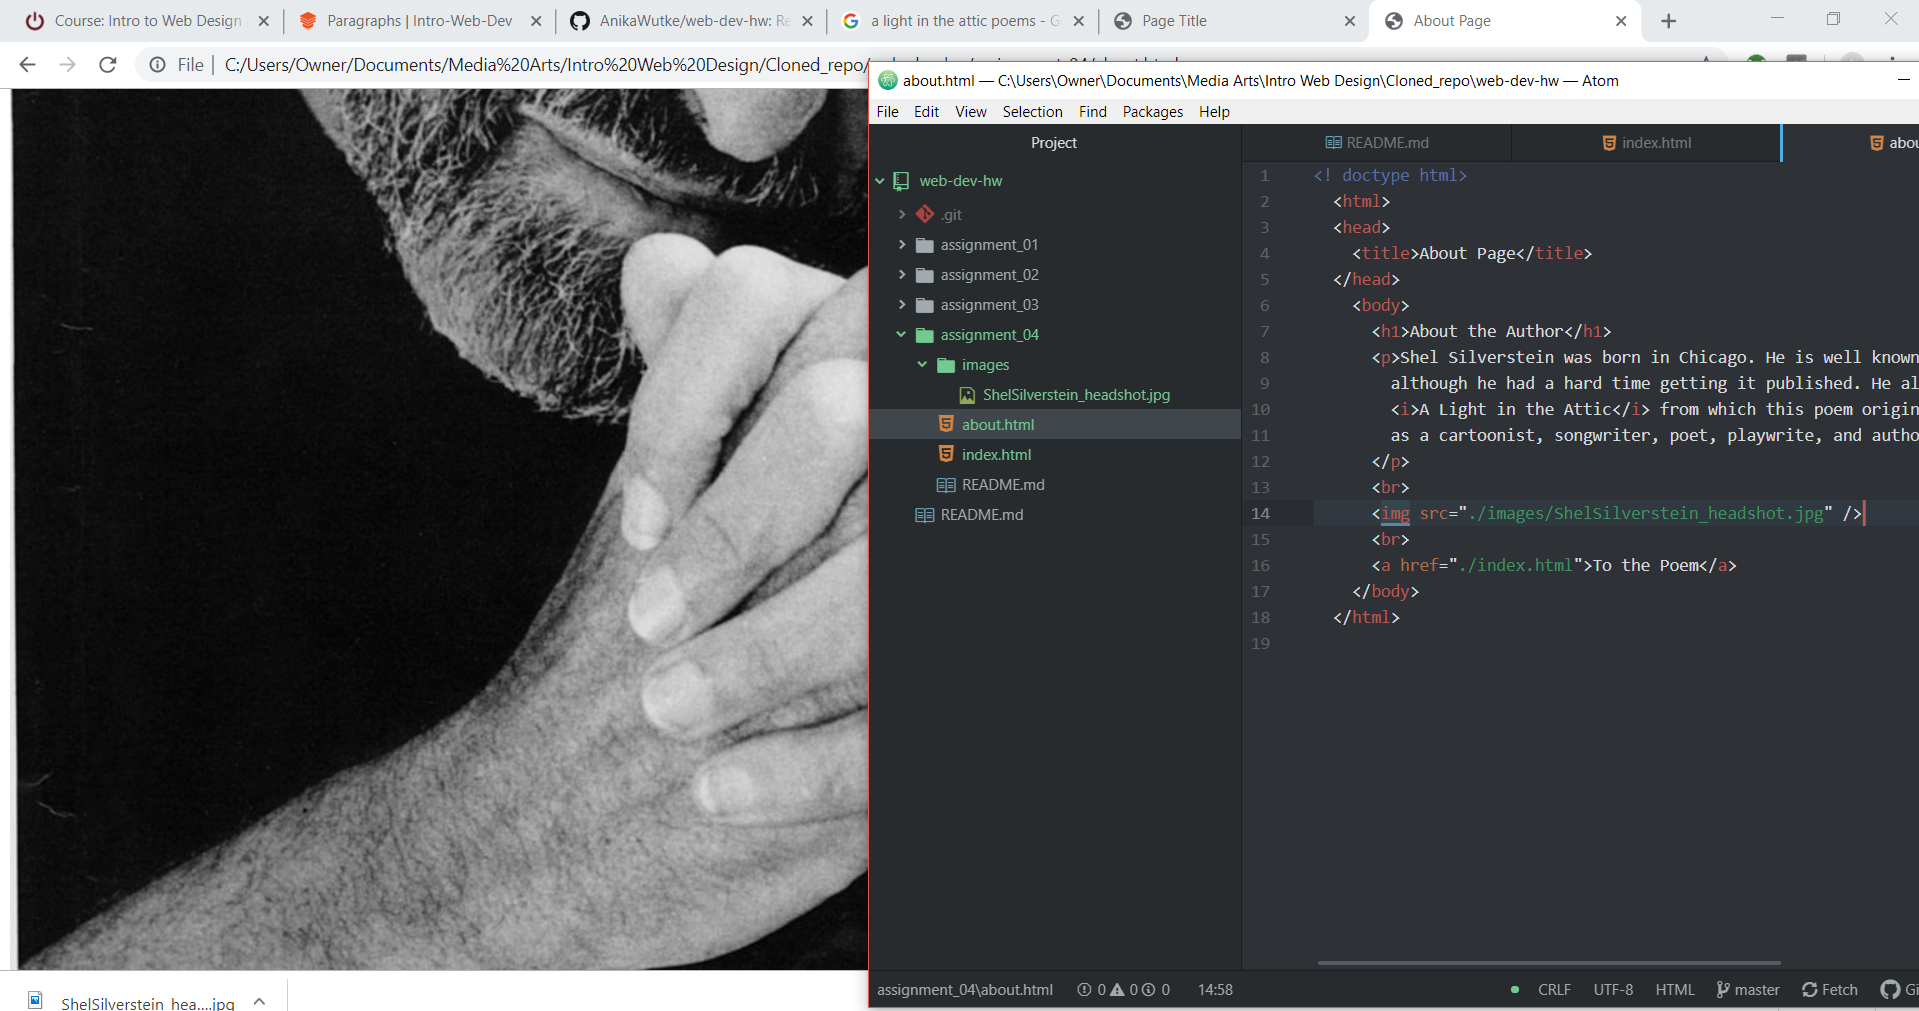 Course: Intro to Web Design
Paragraphs | Intro-Web-Dev
AnikaWutke/web-dev-hw: Re
a light in the attic poems - G
Page Title
About Page
File
C:/Users/Owner/Documents/Media%20Arts/Intro%20Web%20Design/Cloned_repo/
about.html — C:\Users\Owner\Documents\Media Arts\Intro Web Design\Cloned_repo\web-dev-hw — Atom
File Edit View Selection Find Packages Help
Project
README.md
index.html
abou
web-dev-hw
.git
assignment_01
assignment_02
assignment_03
assignment_04
images
ShelSilverstein_headshot.jpg
about.html
index.html
README.md
README.md
1 <! doctype html>
2 <html>
3 <head>
4 <title>About Page</title>
5 </head>
6 <body>
7 <h1>About the Author</h1>
8 <p>Shel Silverstein was born in Chicago. He is well known
9 although he had a hard time getting it published. He al
10 <i>A Light in the Attic</i> from which this poem origin
11 as a cartoonist, songwriter, poet, playwrite, and autho
12 </p>
13 <br>
14 <img src="./images/ShelSilverstein_headshot.jpg" />
15 <br>
16 <a href="./index.html">To the Poem</a>
17 </body>
18 </html>
19
assignment_04\about.html 0 0 0 14:58 CRLF UTF-8 HTML master Fetch Gi
ShelSilverstein_hea....jpg